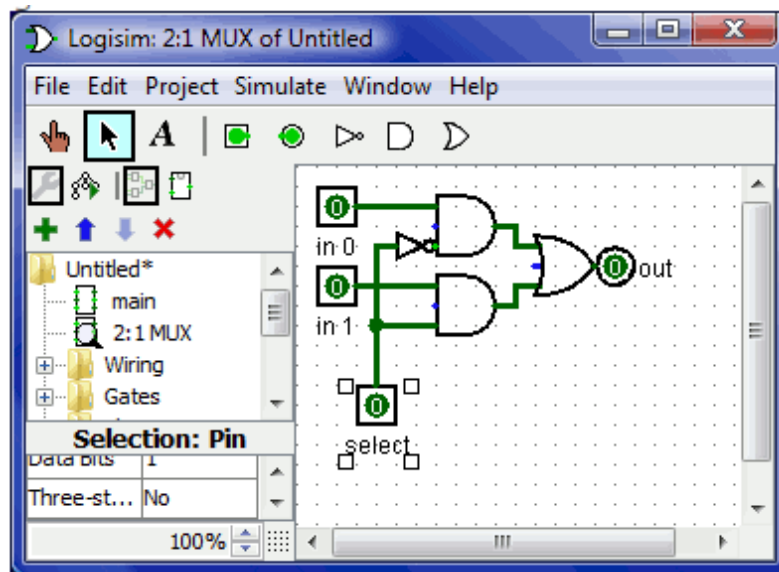 Logisim: 2:1 MUX of Untitled
File Edit Project Simulate Window Help
A
Untitled*
main
2:1 MUX
Wiring
Gates
Selection: Pin
Data Bits 1
Three-st... No
100%
0
in 0
0
in 1
0
select
0
out